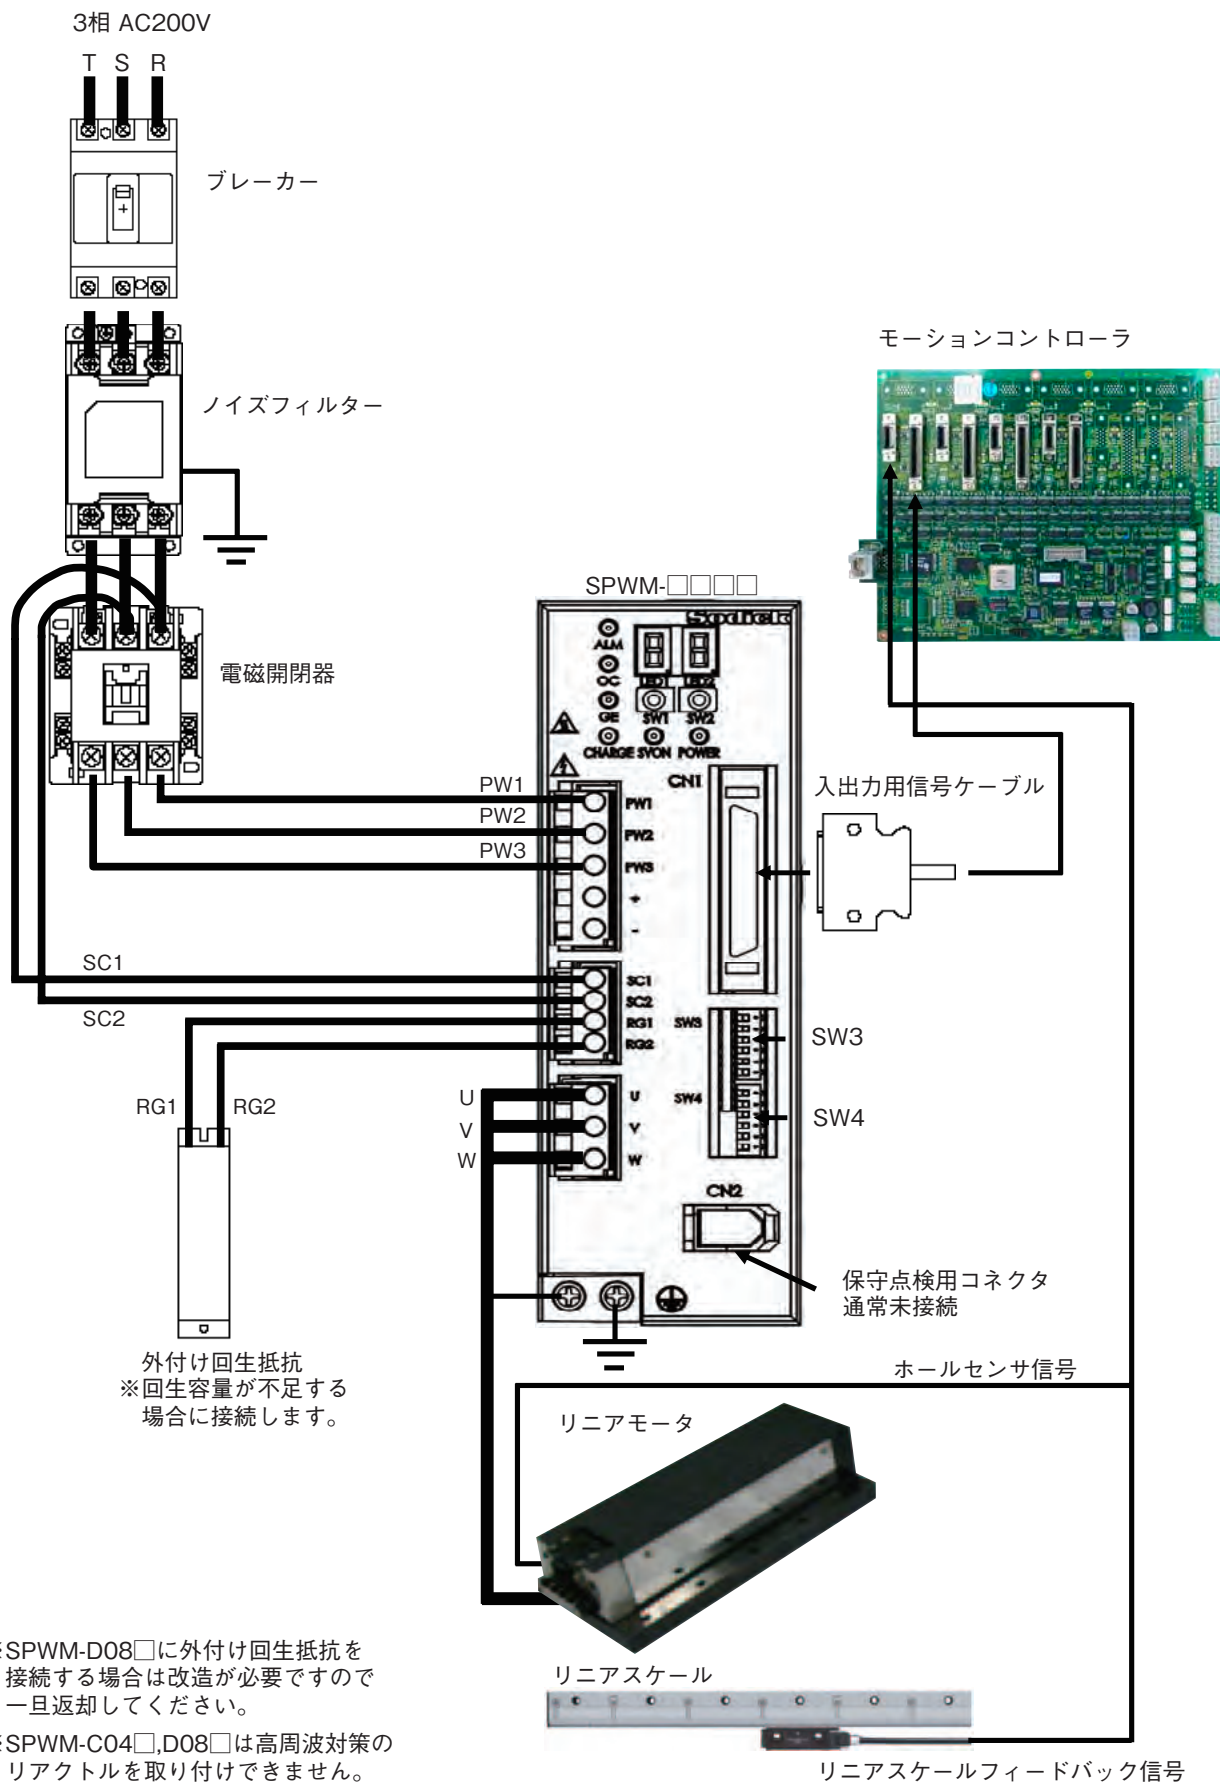 3相 AC200V
T S R
ブレーカー
ノイズフィルター
モーションコントローラ
SPWM-□□□□
Sodick
ALM
OC
LED1 LED2
GE SW1 SW2
CHARGE SVON POWER
電磁開閉器
CN1
入出力用信号ケーブル
PW1 PW1
PW2 PW2
PW3 PW3
+
-
SC1 SC1
SC2 SC2
RG1
RG2
SW3 SW3
RG1 RG2
U U
V V
W W
SW4 SW4
CN2
保守点検用コネクタ
通常未接続
外付け回生抵抗
※回生容量が不足する
場合に接続します。
ホールセンサ信号
リニアモータ
※SPWM-D08□に外付け回生抵抗を
接続する場合は改造が必要ですので
一旦返却してください。
※SPWM-C04□,D08□は高周波対策の
リアクトルを取り付けできません。
リニアスケール
リニアスケールフィードバック信号